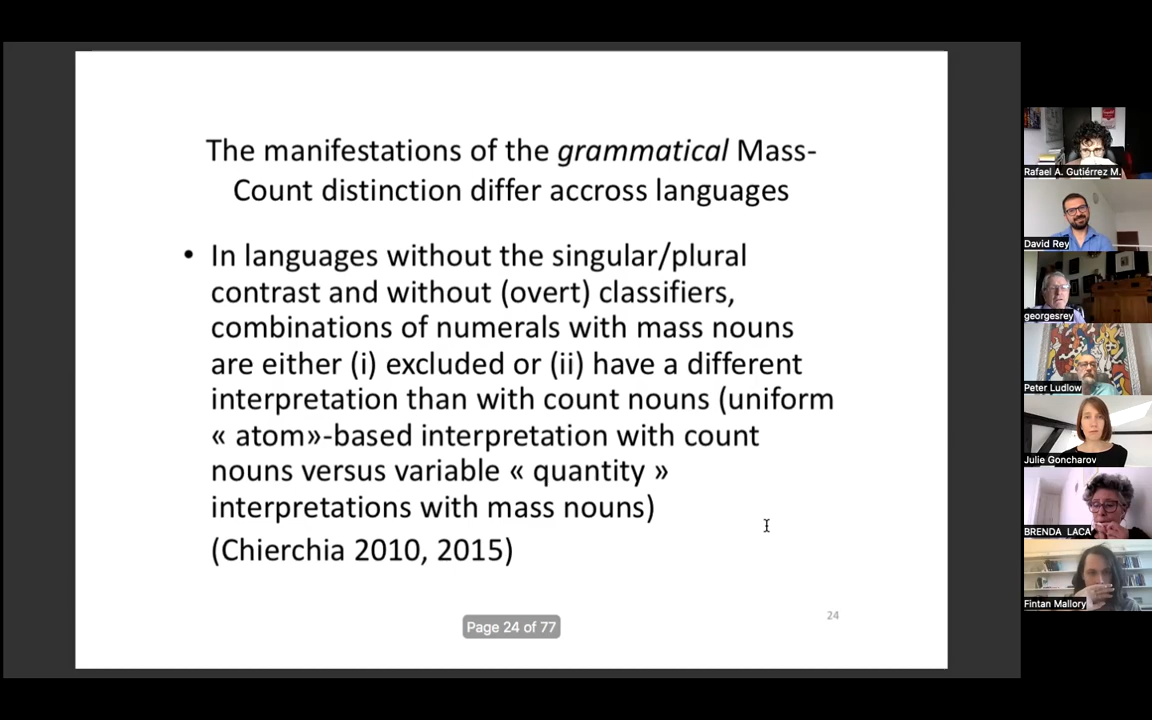 The manifestations of the grammatical Mass-
Count distinction differ accross languages
• In languages without the singular/plural
contrast and without (overt) classifiers,
combinations of numerals with mass nouns
are either (i) excluded or (ii) have a different
interpretation than with count nouns (uniform
« atom»-based interpretation with count
nouns versus variable « quantity »
interpretations with mass nouns)
(Chierchia 2010, 2015)
24
Page 24 of 77
Rafael A. Gutiérrez M.
David Rey
georgesrey
Peter Ludlow
Julie Goncharov
BRENDA LACA
Fintan Mallory